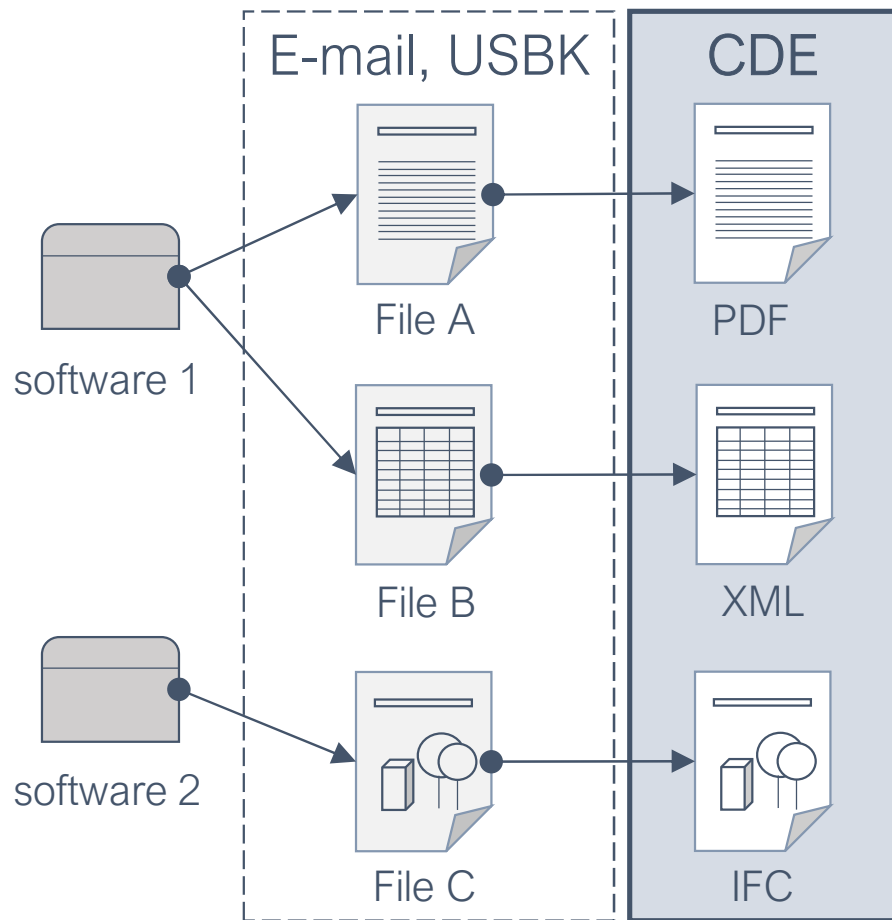 E-mail, USBK
CDE
File A
PDF
software 1
File B
XML
software 2
File C
IFC